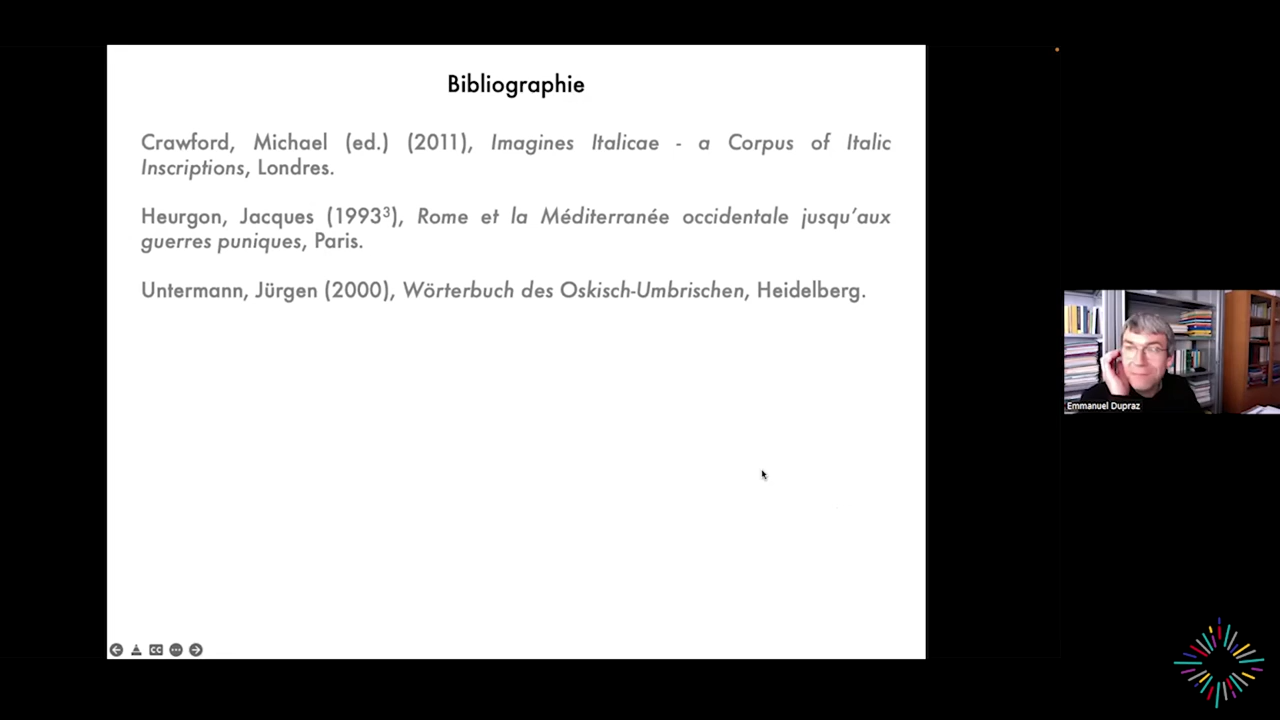 Bibliographie
Crawford, Michael (ed.) (2011), Imagines Italicae - a Corpus of Italic
Inscriptions, Londres.
Heurgon, Jacques (1993³), Rome et la Méditerranée occidentale jusqu'aux
guerres puniques, Paris.
Untermann, Jürgen (2000), Wörterbuch des Oskisch-Umbrischen, Heidelberg.
Emmanuel Dupraz
CC